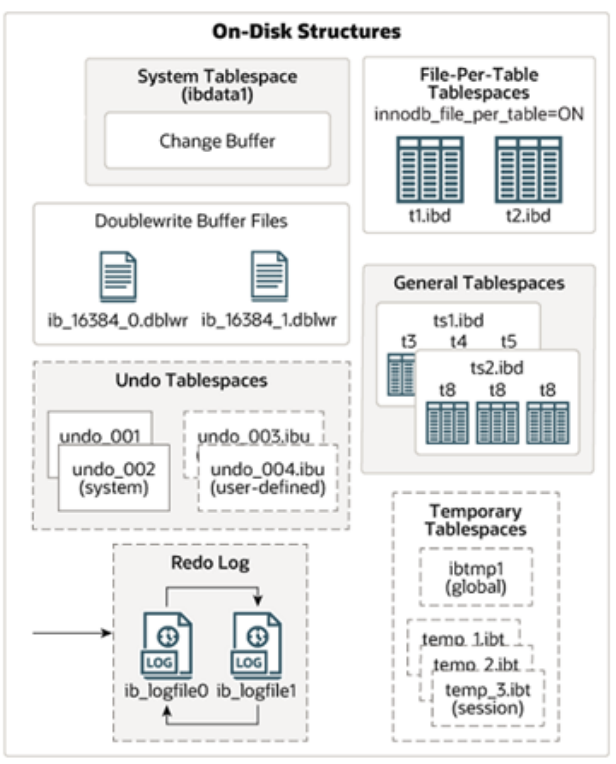 On-Disk Structures
System Tablespace
(ibdata1)
Change Buffer
File-Per-Table
Tablespaces
innodb_file_per_table=ON
t1.ibd t2.ibd
Doublewrite Buffer Files
ib_16384_0.dblwr ib_16384_1.dblwr
General Tablespaces
ts1.ibd
t3 t4 t5
ts2.ibd
t8 t8 t8
Undo Tablespaces
undo_001
undo_002
(system)
undo_003.ibu
undo_004.ibu
(user-defined)
Temporary
Tablespaces
ibtmp1
(global)
temp_1.ibt
temp_2.ibt
temp_3.ibt
(session)
Redo Log
LOG LOG
ib_logfile0 ib_logfile1